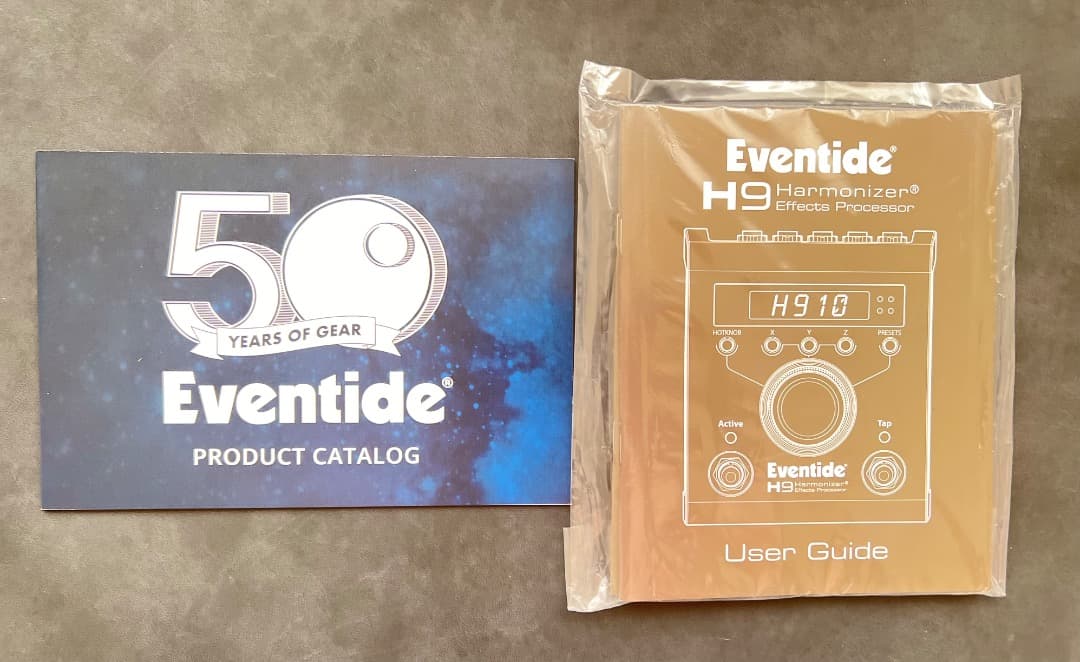 50
YEARS OF GEAR
Eventide®
PRODUCT CATALOG
Eventide®
H9 Harmonizer®
Effects Processor
H910
HOTKNOB X Y Z PRESETS
Active Tap
Eventide®
H9 Harmonizer®
Effects Processor
User Guide